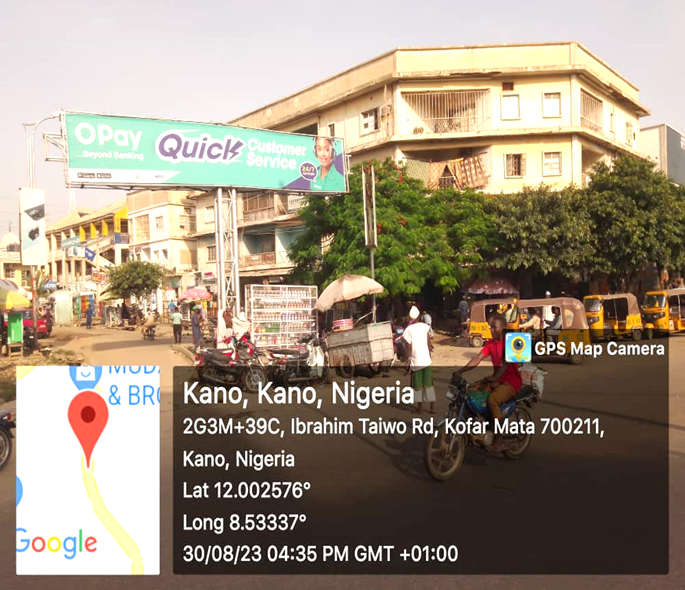 OPay
Beyond Banking
Quick
Customer
Service
24/7
GPS Map Camera
MUDA
& BRO
Google
Kano, Kano, Nigeria
2G3M+39C, Ibrahim Taiwo Rd, Kofar Mata 700211,
Kano, Nigeria
Lat 12.002576°
Long 8.53337°
30/08/23 04:35 PM GMT +01:00